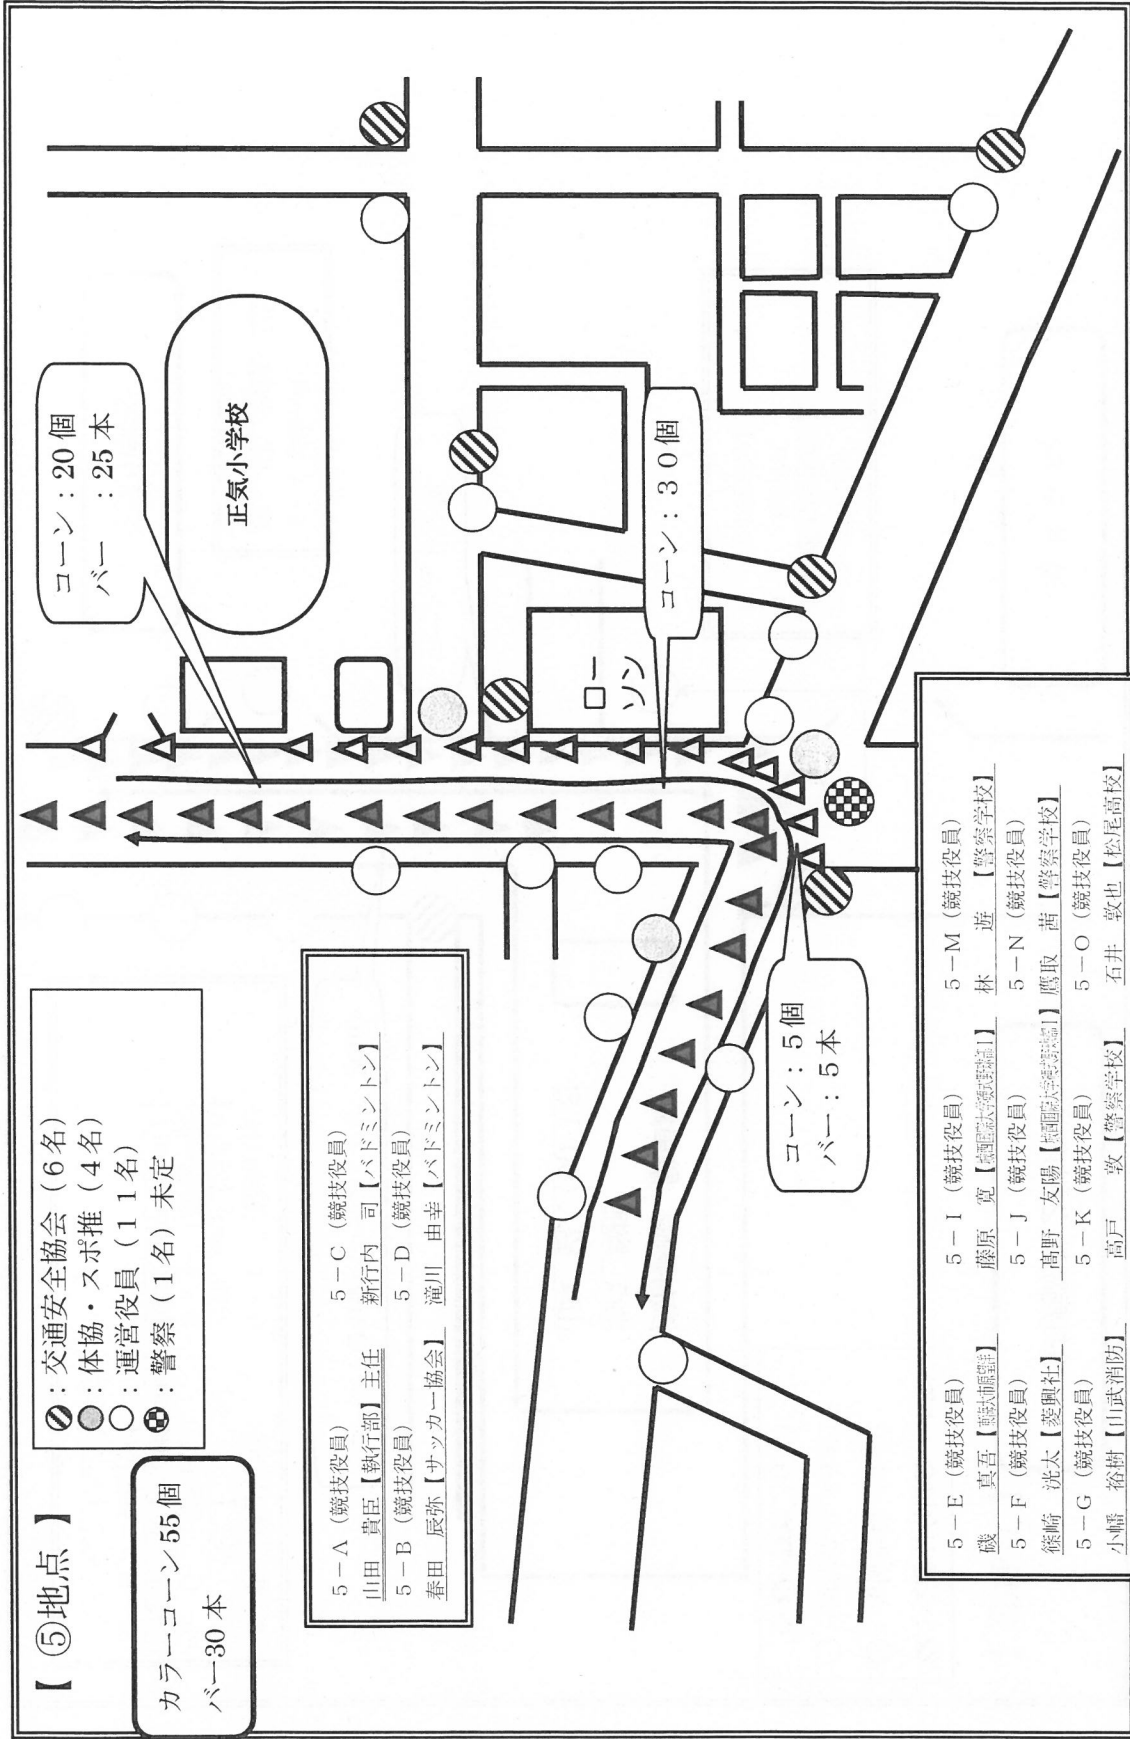 【 ⑤地点 】
カラーコーン55個
バー30本
：交通安全協会（6名）
：体協・スポ推（4名）
：運営役員（11名）
：警察（1名）未定
コーン：20個
バー　：25本
正気小学校
ローソン
コーン：30個
コーン：5個
バー：5本
5－A（競技役員）
山田　貴臣【執行部】主任
5－B（競技役員）
春田　辰弥【サッカー協会】
5－C（競技役員）
新行内　司【バドミントン】
5－D（競技役員）
滝川　由幸【バドミントン】
5－E（競技役員）
磯　真吾
5－F（競技役員）
篠崎　洸太【菱興社】
5－G（競技役員）
小幡　裕樹【山武消防】
5－I（競技役員）
藤原　寛
5－J（競技役員）
髙野　友陽
5－K（競技役員）
高戸　敦【警察学校】
5－M（競技役員）
林　遊【警察学校】
5－N（競技役員）
鷹取　茜【警察学校】
5－O（競技役員）
石井　敦也【松尾高校】